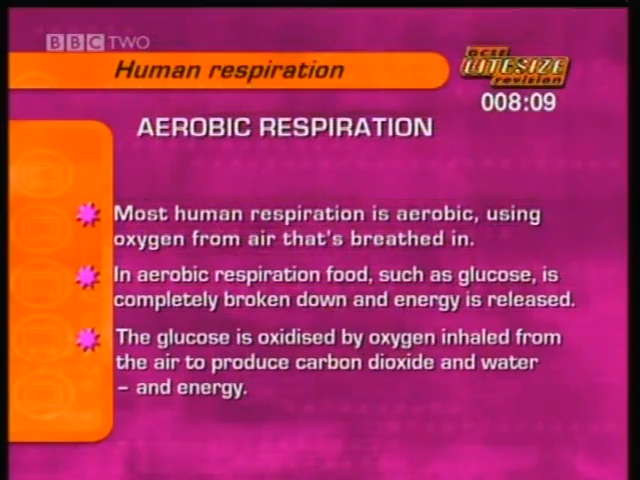 BBC TWO
Human respiration
GCSE
BITESIZE
revision
008:09
AEROBIC RESPIRATION
Most human respiration is aerobic, using
oxygen from air that's breathed in.
In aerobic respiration food, such as glucose, is
completely broken down and energy is released.
The glucose is oxidised by oxygen inhaled from
the air to produce carbon dioxide and water
– and energy.